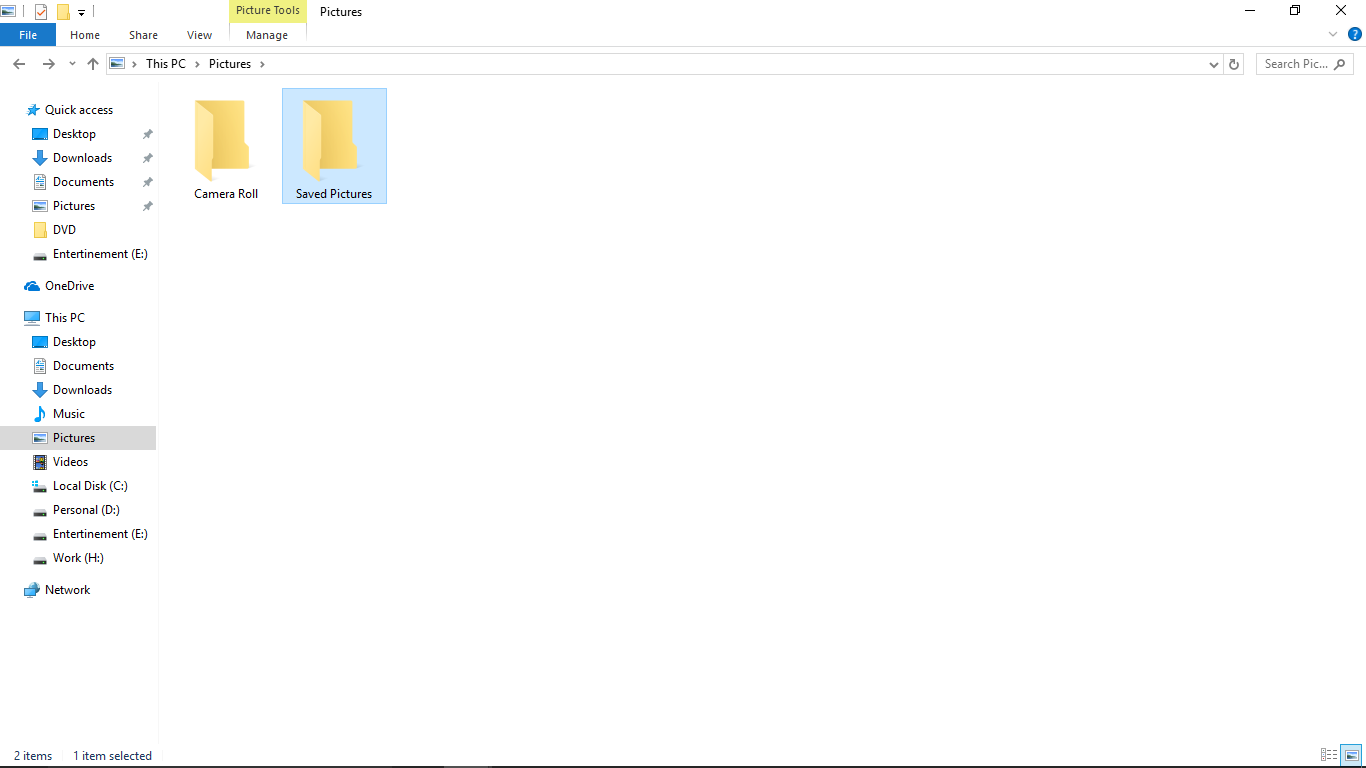 Picture Tools Pictures
File Home Share View Manage
This PC Pictures Search Pic...
Quick access
Desktop
Downloads
Documents
Pictures
DVD
Entertinement (E:)
OneDrive
This PC
Desktop
Documents
Downloads
Music
Pictures
Videos
Local Disk (C:)
Personal (D:)
Entertinement (E:)
Work (H:)
Network
Camera Roll Saved Pictures
2 items 1 item selected